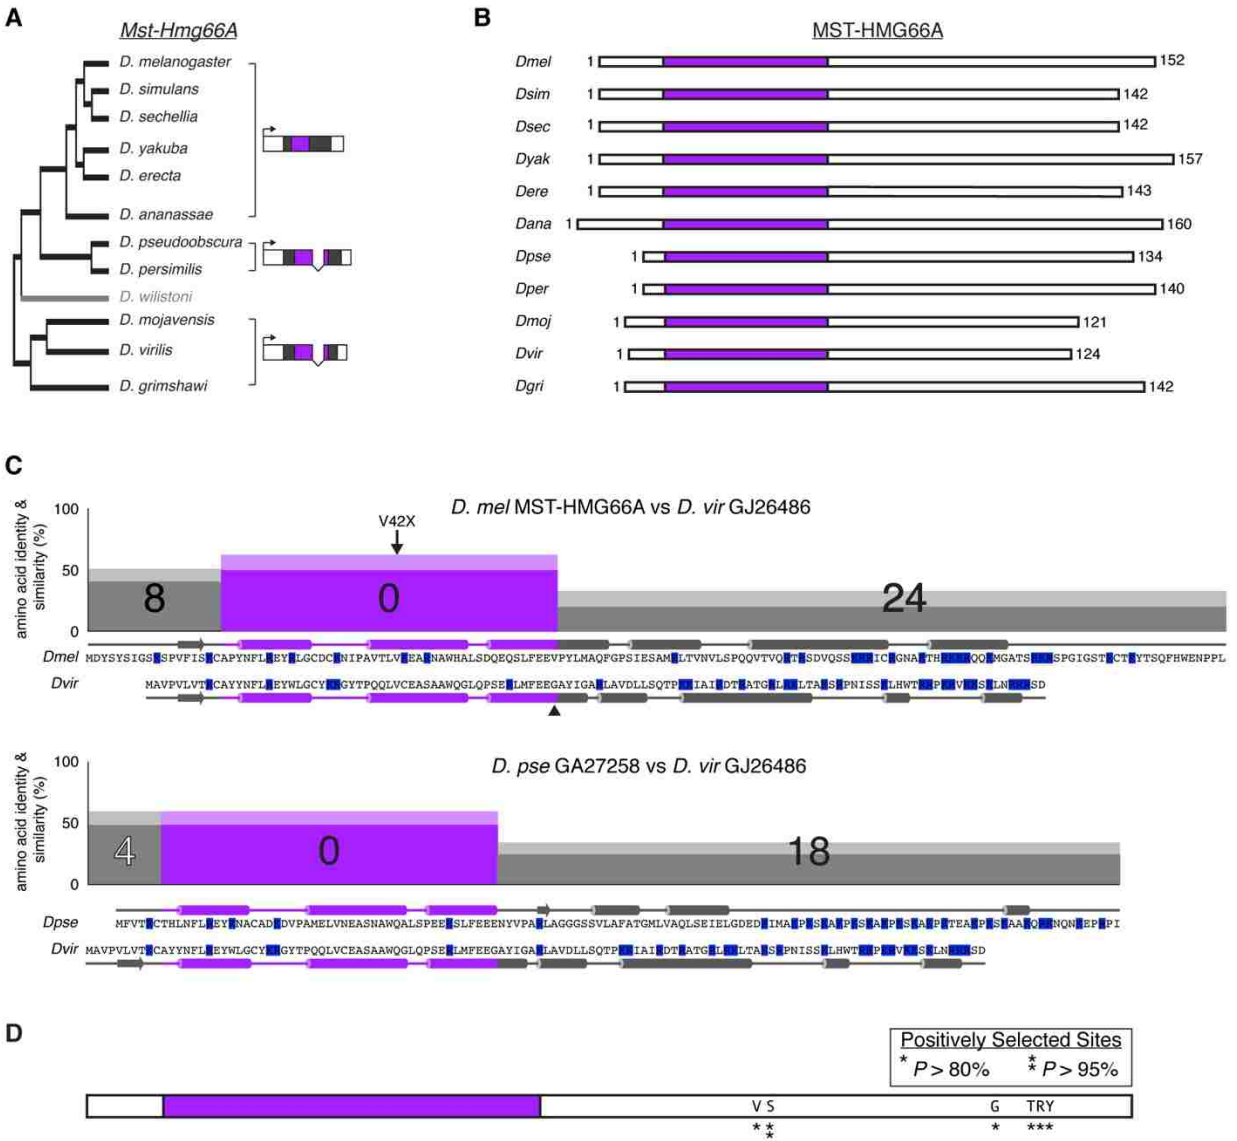 A
Mst-Hmg66A
D. melanogaster
D. simulans
D. sechellia
D. yakuba
D. erecta
D. ananassae
D. pseudoobscura
D. persimilis
D. wilistoni
D. mojavensis
D. virilis
D. grimshawi
B
MST-HMG66A
Dmel 1 152
Dsim 1 142
Dsec 1 142
Dyak 1 157
Dere 1 143
Dana 1 160
Dpse 1 134
Dper 1 140
Dmoj 1 121
Dvir 1 124
Dgri 1 142
C
D. mel MST-HMG66A vs D. vir GJ26486
amino acid identity &
similarity (%)
100
50
0
V42X
8 0 24
Dmel
Dvir
D. pse GA27258 vs D. vir GJ26486
amino acid identity &
similarity (%)
100
50
0
4 0 18
Dpse
Dvir
D
Positively Selected Sites
* P > 80% ** P > 95%
V S G TRY
* ** * ***